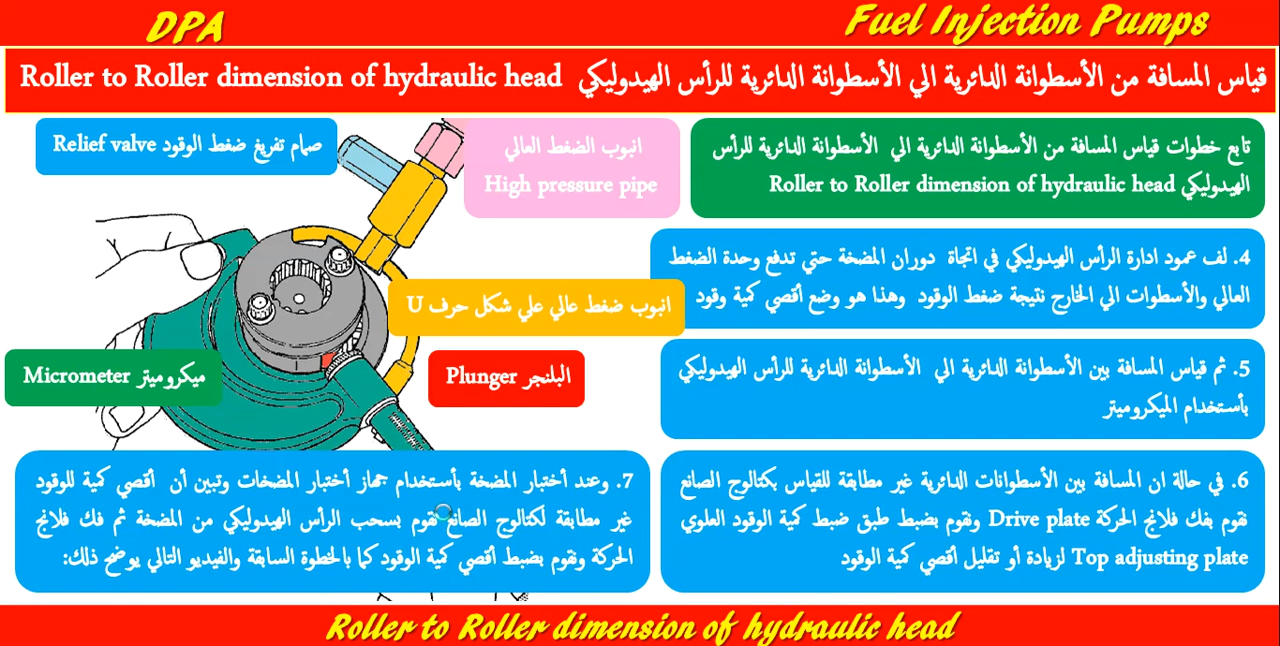 DPA
Fuel Injection Pumps
قياس المسافة من الأسطوانة الدائرية الي الأسطوانة الدائرية للرأس الهيدوليكي Roller to Roller dimension of hydraulic head
صمام تفريغ ضغط الوقود Relief valve
انبوب الضغط العالي
High pressure pipe
تابع خطوات قياس المسافة من الأسطوانة الدائرية الي الأسطوانة الدائرية للرأس
الهيدوليكي Roller to Roller dimension of hydraulic head
4. لف عمود ادارة الرأس الهيدوليكي في اتجاة دوران المضخة حتي تدفع وحدة الضغط
العالي والأسطوات الي الخارج نتيجة ضغط الوقود وهذا هو وضع أقصي كمية وقود
انبوب ضغط عالي علي شكل حرف U
ميكروميتر Micrometer
البلنجر Plunger
5. ثم قياس المسافة بين الأسطوانة الدائرية الي الأسطوانة الدائرية للرأس الهيدوليكي
بأستخدام الميكروميتر
6. في حالة ان المسافة بين الأسطوانات الدائرية غير مطابقة للقياس بكتالوج الصانع
نقوم بفك فلانج الحركة Drive plate ونقوم بضبط طبق ضبط كمية الوقود العلوي
Top adjusting plate لزيادة أو تقليل أقصي كمية الوقود
7. وعند أختبار المضخة بأستخدام جهاز أختبار المضخات وتبين أن أقصي كمية للوقود
غير مطابقة لكتالوج الصانع نقوم بسحب الرأس الهيدوليكي من المضخة ثم فك فلانج
الحركة ونقوم بضبط أقصي كمية الوقود كما بالخطوة السابقة والفيديو التالي يوضح ذلك:
Roller to Roller dimension of hydraulic head